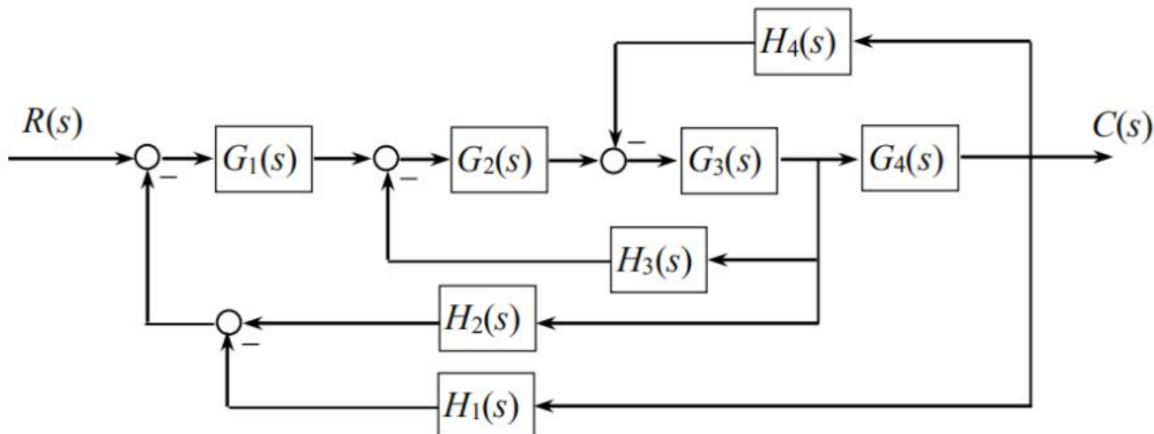 H₄(s)
R(s)
C(s)
−
G₁(s)
−
G₂(s)
−
G₃(s)
G₄(s)
H₃(s)
H₂(s)
−
H₁(s)